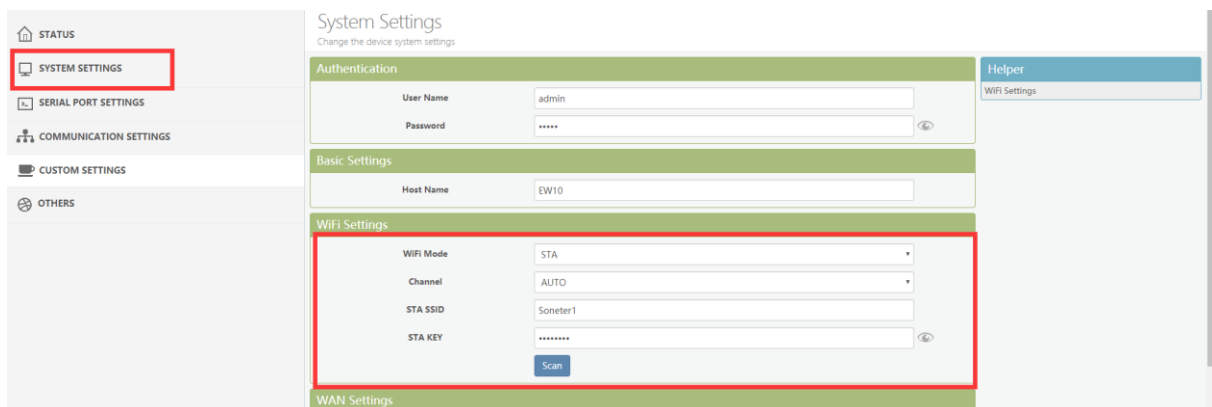 STATUS
SYSTEM SETTINGS
SERIAL PORT SETTINGS
COMMUNICATION SETTINGS
CUSTOM SETTINGS
OTHERS
System Settings
Change the device system settings
Authentication
User Name admin
Password •••••
Basic Settings
Host Name EW10
WiFi Settings
WiFi Mode STA
Channel AUTO
STA SSID Soneter1
STA KEY ••••••••
Scan
WAN Settings
Helper
WiFi Settings